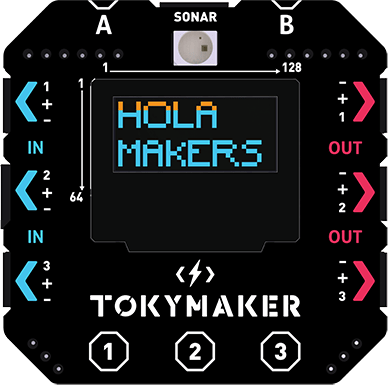 A SONAR B
1 128
1
HOLA
MAKERS
64
1
+
-
IN
2
+
-
IN
3
+
-
-
+
1
OUT
-
+
2
OUT
-
+
3
TOKYMAKER
1 2 3